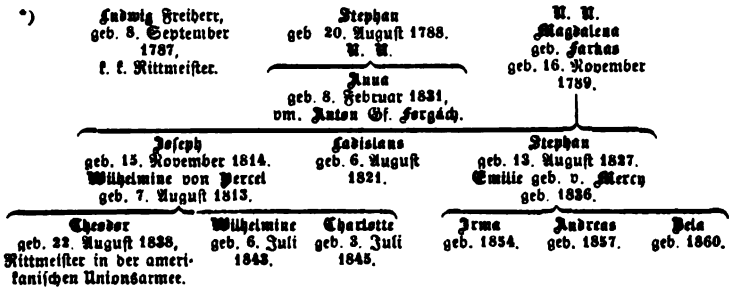 *) Ludwig Freiherr,
geb. 8. September
1787,
k. k. Rittmeister.
Stephan
geb 20. August 1788.
N. N.
N. N.
Magdalena
geb. Farkas
geb. 16. November
1789.
Anna
geb. 8. Februar 1831,
vm. Anton Gf. Forgách.
Joseph
geb. 15. November 1814.
Wilhelmine von Percel
geb. 7. August 1813.
Ladislaus
geb. 6. August
1821.
Stephan
geb. 13. August 1827.
Emilie geb. v. Mercy
geb. 1836.
Theodor
geb. 22. August 1838,
Rittmeister in der ameri-
kanischen Unionsarmee.
Wilhelmine
geb. 6. Juli
1843.
Charlotte
geb. 3. Juli
1845.
Irma
geb. 1854.
Andreas
geb. 1857.
Bela
geb. 1860.